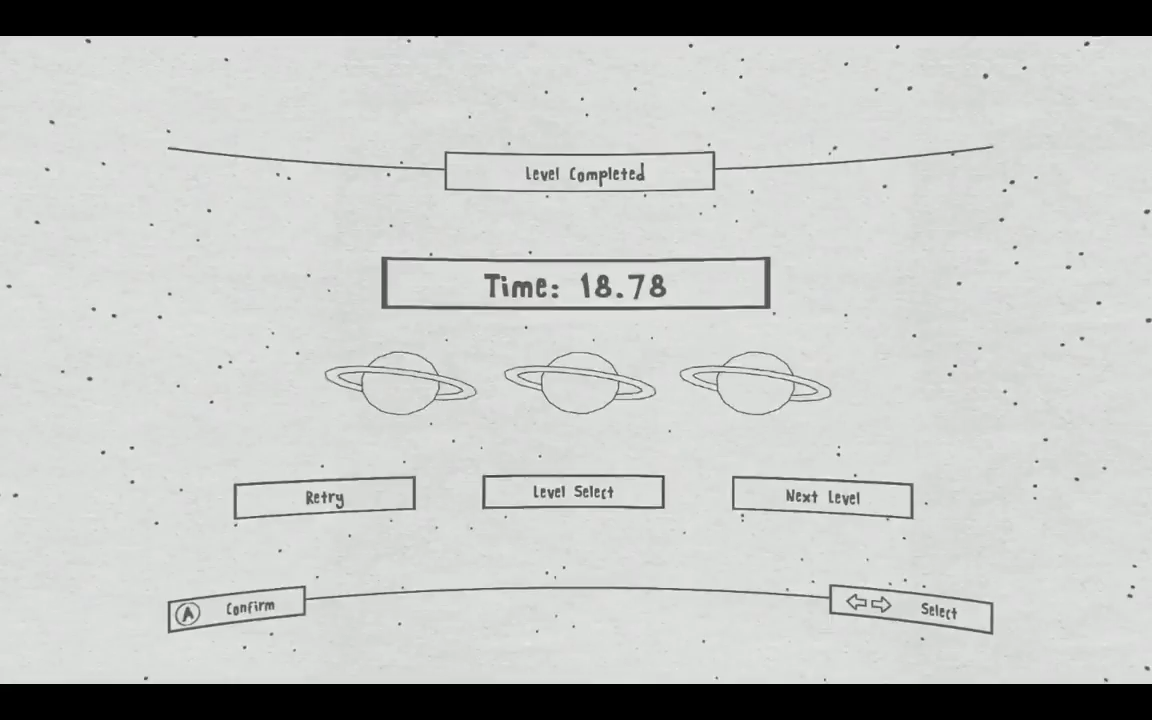 Level Completed
Time: 18.78
Retry
Level Select
Next Level
A Confirm
Select